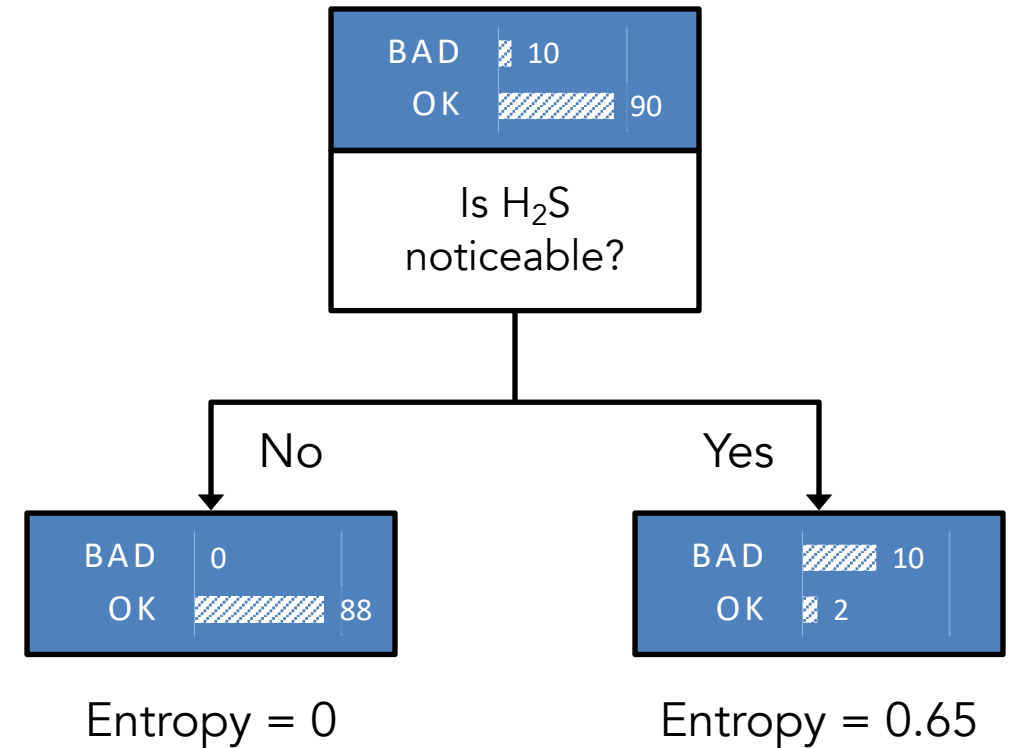 BAD 10
OK 90
Is H₂S
noticeable?
No
Yes
BAD 0
OK 88
BAD 10
OK 2
Entropy = 0
Entropy = 0.65